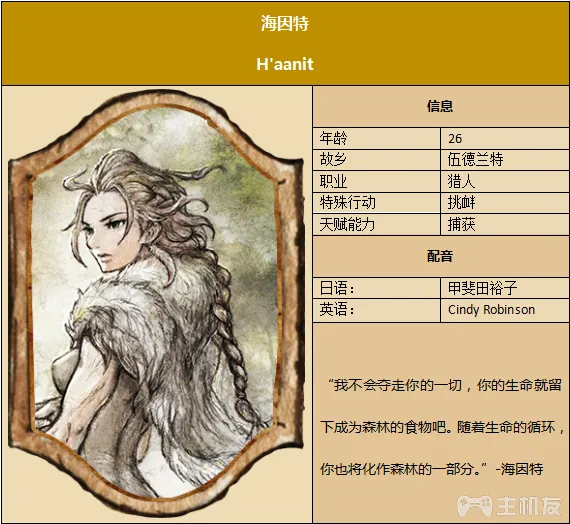 海因特
H'aanit
信息
年龄 26
故乡 伍德兰特
职业 猎人
特殊行动 挑衅
天赋能力 捕获
配音
日语： 甲斐田裕子
英语： Cindy Robinson
“我不会夺走你的一切，你的生命就留
下成为森林的食物吧。随着生命的循环，
你也将化作森林的一部分。”-海因特
主机友